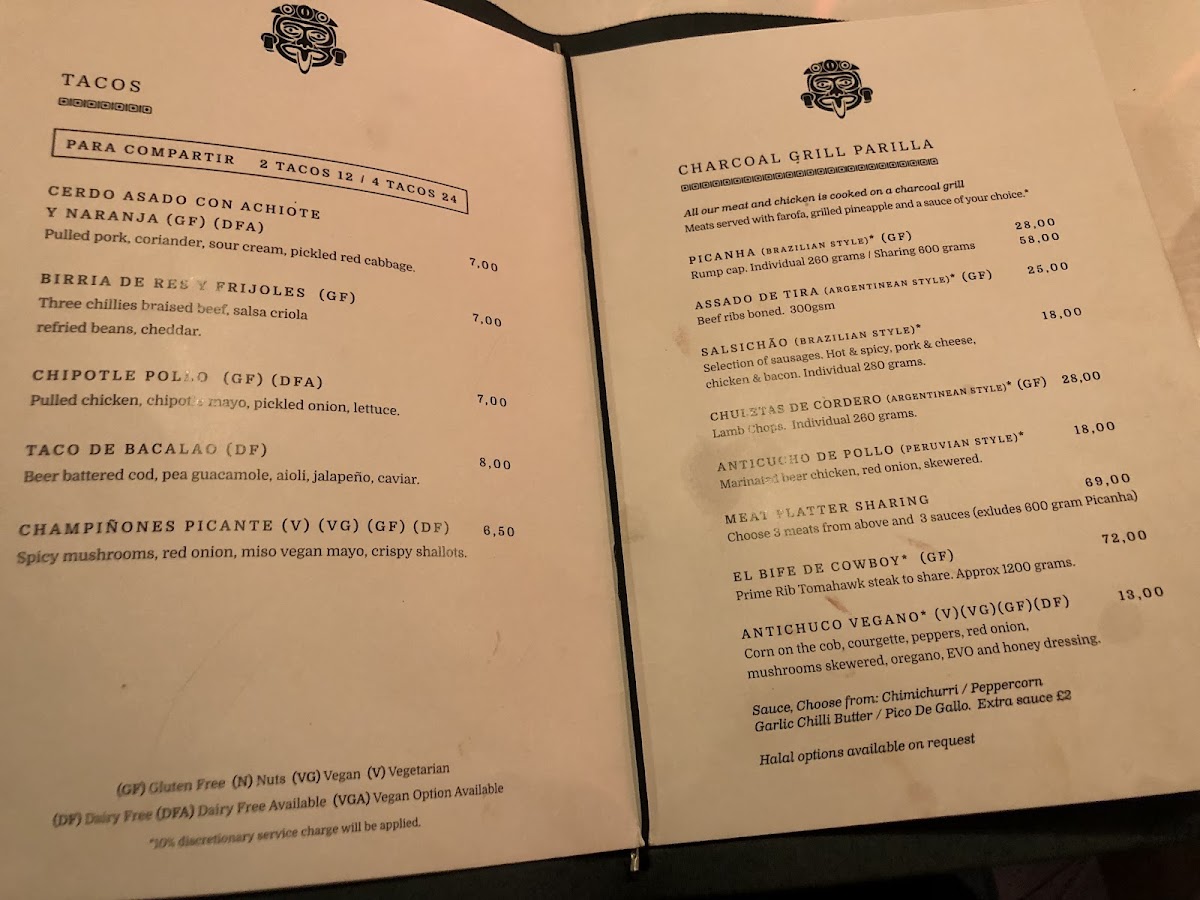 TACOS
PARA COMPARTIR 2 TACOS 12 / 4 TACOS 24
CERDO ASADO CON ACHIOTE
Y NARANJA (GF) (DFA)
Pulled pork, coriander, sour cream, pickled red cabbage. 7,00
BIRRIA DE RES Y FRIJOLES (GF)
Three chillies braised beef, salsa criola 7,00
refried beans, cheddar.
CHIPOTLE POLLO (GF) (DFA)
Pulled chicken, chipotle mayo, pickled onion, lettuce. 7,00
TACO DE BACALAO (DF) 8,00
Beer battered cod, pea guacamole, aioli, jalapeño, caviar.
CHAMPIÑONES PICANTE (V) (VG) (GF) (DF) 6,50
Spicy mushrooms, red onion, miso vegan mayo, crispy shallots.
(GF) Gluten Free (N) Nuts (VG) Vegan (V) Vegetarian
(DF) Dairy Free (DFA) Dairy Free Available (VGA) Vegan Option Available
*10% discretionary service charge will be applied.
CHARCOAL GRILL PARILLA
All our meat and chicken is cooked on a charcoal grill
Meats served with farofa, grilled pineapple and a sauce of your choice.*
PICANHA (BRAZILIAN STYLE)* (GF) 28,00
Rump cap. Individual 260 grams / Sharing 600 grams 58,00
ASSADO DE TIRA (ARGENTINEAN STYLE)* (GF) 25,00
Beef ribs boned. 300gsm
SALSICHÃO (BRAZILIAN STYLE)* 18,00
Selection of sausages. Hot & spicy, pork & cheese,
chicken & bacon. Individual 280 grams.
CHULETAS DE CORDERO (ARGENTINEAN STYLE)* (GF) 28,00
Lamb Chops. Individual 260 grams.
ANTICUCHO DE POLLO (PERUVIAN STYLE)* 18,00
Marinated beer chicken, red onion, skewered.
MEAT PLATTER SHARING 69,00
Choose 3 meats from above and 3 sauces (exludes 600 gram Picanha)
EL BIFE DE COWBOY* (GF) 72,00
Prime Rib Tomahawk steak to share. Approx 1200 grams.
ANTICHUCO VEGANO* (V)(VG)(GF)(DF) 13,00
Corn on the cob, courgette, peppers, red onion,
mushrooms skewered, oregano, EVO and honey dressing.
Sauce, Choose from: Chimichurri / Peppercorn
Garlic Chilli Butter / Pico De Gallo. Extra sauce £2
Halal options available on request